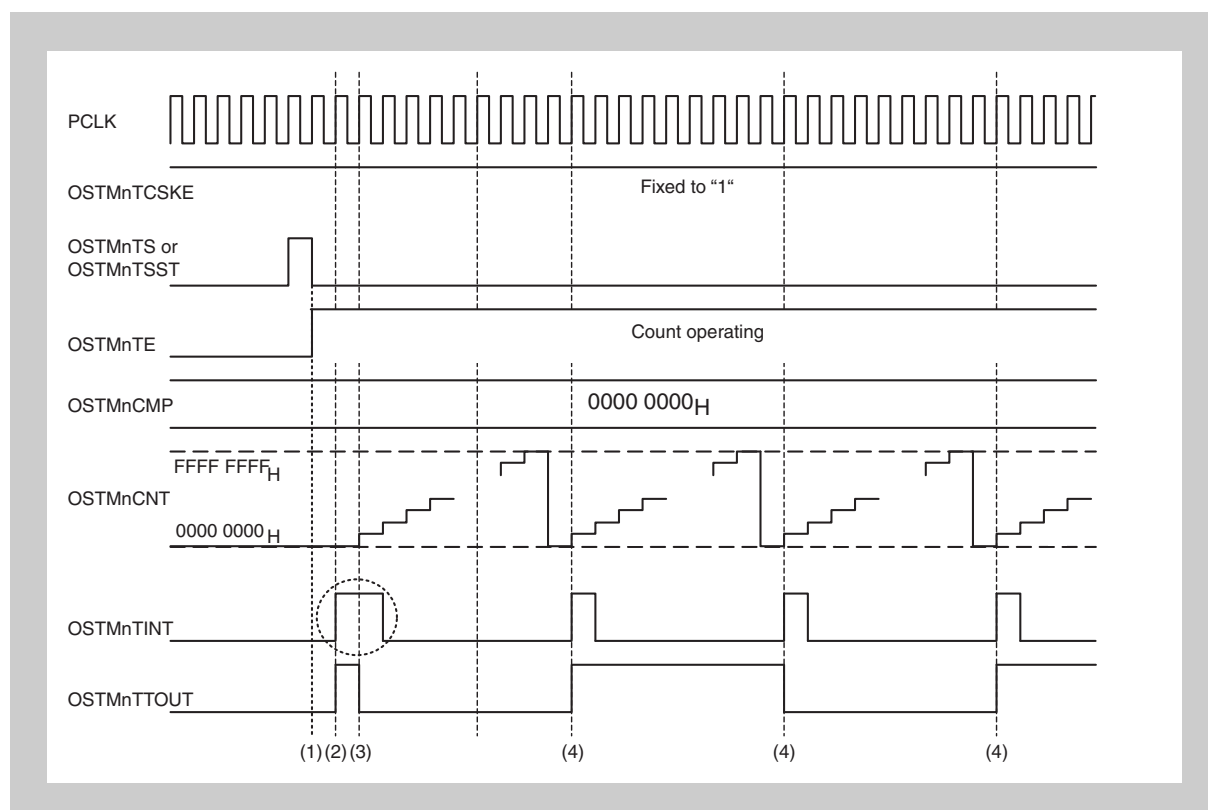 PCLK
OSTMnTCSKE
Fixed to “1“
OSTMnTS or
OSTMnTSST
OSTMnTE
Count operating
OSTMnCMP
0000 0000H
FFFF FFFFH
OSTMnCNT
0000 0000H
OSTMnTINT
OSTMnTTOUT
(1) (2) (3) (4) (4) (4)